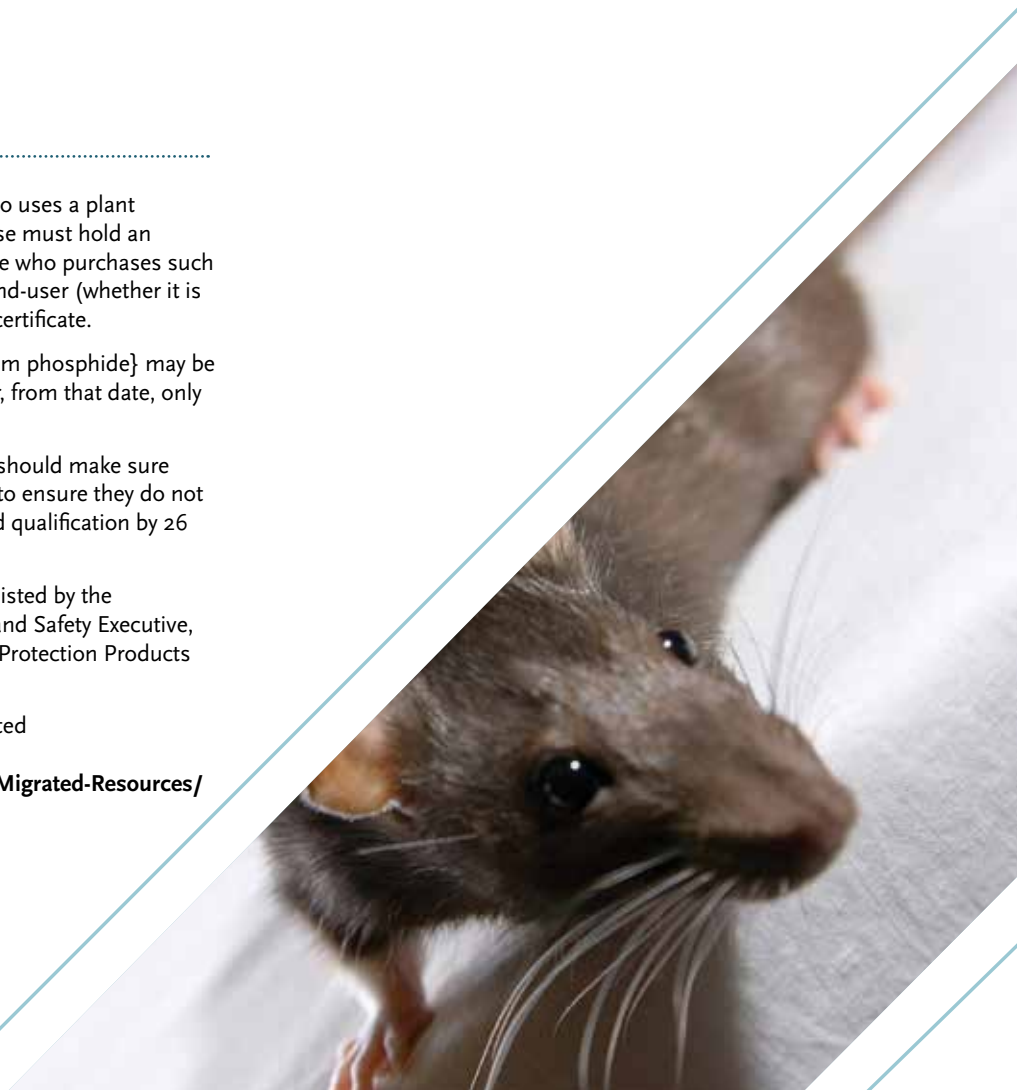 o uses a plant
se must hold an
e who purchases such
nd-user (whether it is
certificate.
m phosphide} may be
, from that date, only
should make sure
to ensure they do not
d qualification by 26
isted by the
and Safety Executive,
Protection Products
ted
Migrated-Resources/